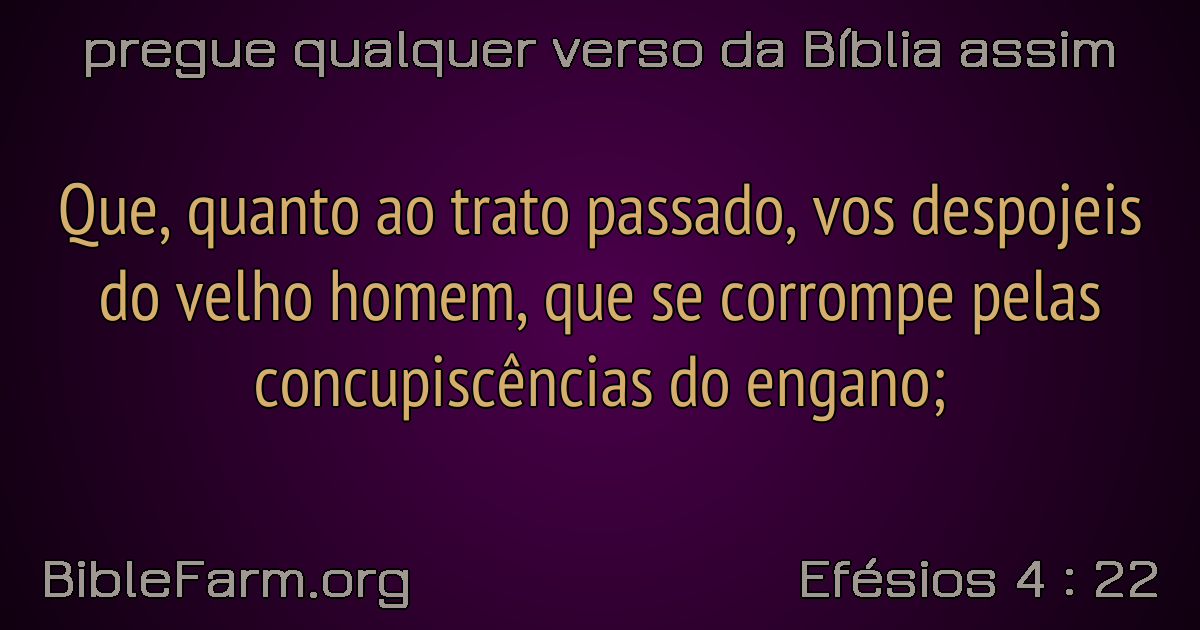 pregue qualquer verso da Bíblia assim
Que, quanto ao trato passado, vos despojeis
do velho homem, que se corrompe pelas
concupiscências do engano;
BibleFarm.org
Efésios 4 : 22